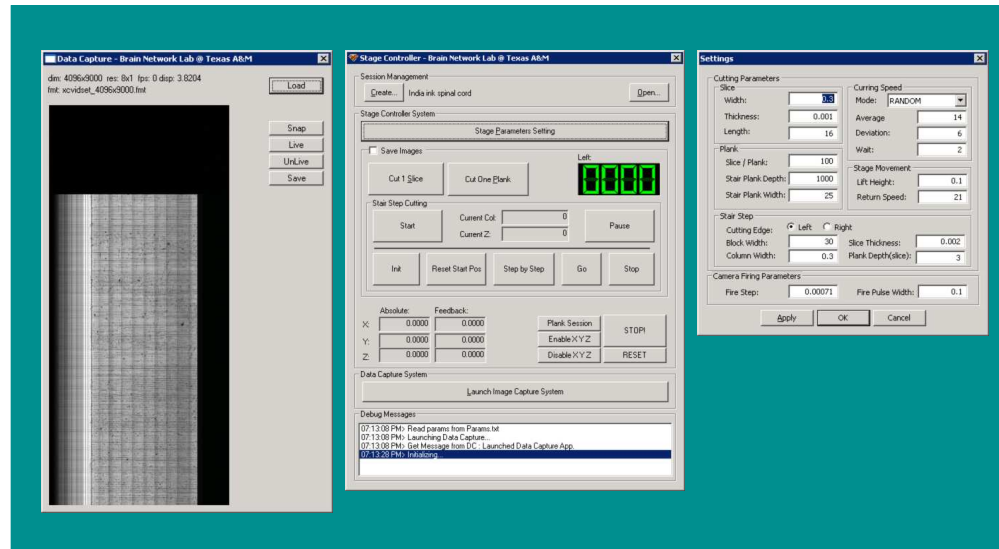 Data Capture - Brain Network Lab @ Texas A&M
dim: 4096x9000 res: 8x1 fps: 0 disp: 3.8204
fmt: xcvidset_4096x9000.fmt
Load
Snap
Live
UnLive
Save
Stage Controller - Brain Network Lab @ Texas A&M
Session Management
Create... India ink spinal cord Open...
Stage Controller System
Stage Parameters Setting
Save Images
Left:
Cut 1 Slice Cut One Plank 0000
Stair Step Cutting
Start Current Col: 0 Pause
Current Z: 0
Init Reset Start Pos Step by Step Go Stop
Absolute: Feedback:
X: 0.0000 0.0000 Plank Session STOP!
Y: 0.0000 0.0000 Enable X Y Z
Z: 0.0000 0.0000 Disable X Y Z RESET
Data Capture System
Launch Image Capture System
Debug Messages
07:13:08 PM> Read params from Params.txt
07:13:08 PM> Launching Data Capture...
07:13:08 PM> Get Message from DC : Launched Data Capture App.
07:13:28 PM> Initializing...
Settings
Cutting Parameters
Slice
Width: 0.3
Thickness: 0.001
Length: 16
Curring Speed
Mode: RANDOM
Average 14
Deviation: 6
Wait: 2
Plank
Slice / Plank: 100
Stair Plank Depth: 1000
Stair Plank Width: 25
Stage Movement
Lift Height: 0.1
Return Speed: 21
Stair Step
Cutting Edge: Left Right
Block Width: 30 Slice Thickness: 0.002
Column Width: 0.3 Plank Depth(slice): 3
Camera Firing Parameters
Fire Step: 0.00071 Fire Pulse Width: 0.1
Apply OK Cancel